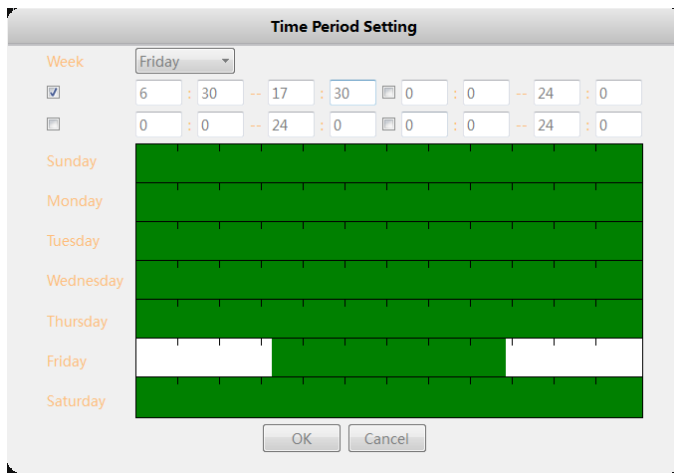 Time Period Setting
Week Friday
6 : 30 -- 17 : 30 0 : 0 -- 24 : 0
0 : 0 -- 24 : 0 0 : 0 -- 24 : 0
Sunday
Monday
Tuesday
Wednesday
Thursday
Friday
Saturday
OK Cancel